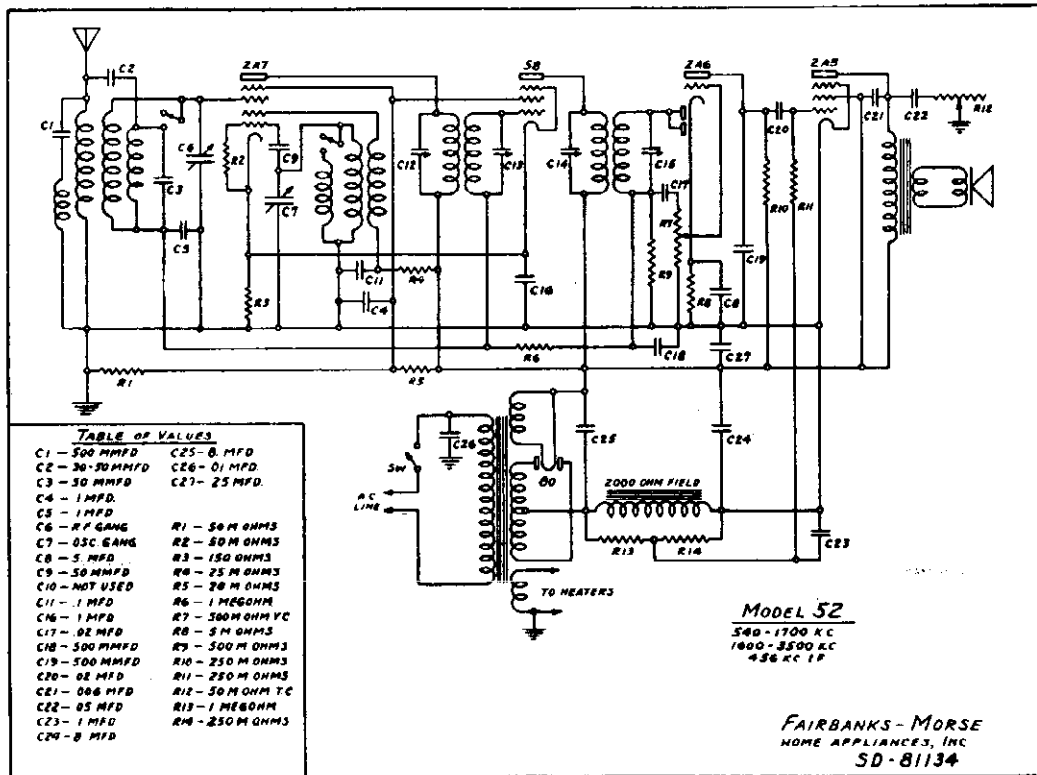 C2
2A7
58
2A6
2A5
C1
C6
R2
C9
C12
C13
C14
C15
C20
C21
C22
R12
C3
C7
C17
R7
R10
R11
C5
C11
R4
C16
R9
R8
C8
C19
R3
C4
R6
C18
C27
R1
R5
C26
SW
A.C.
LINE
80
C25
C24
2000 OHM FIELD
R13
R14
C23
TO HEATERS
TABLE OF VALUES
C1 - 500 MMFD
C2 - 30-50 MMFD
C3 - 50 MMFD
C4 - .1 MFD.
C5 - .1 MFD
C6 - RF GANG
C7 - OSC. GANG
C8 - 5. MFD
C9 - 50 MMFD
C10 - NOT USED
C11 - .1 MFD
C16 - .1 MFD
C17 - .02 MFD
C18 - 500 MMFD
C19 - 500 MMFD
C20 - .02 MFD
C21 - .006 MFD
C22 - .05 MFD
C23 - .1 MFD
C24 - 8 MFD
C25 - 8. MFD
C26 - .01 MFD.
C27 - .25 MFD.
R1 - 50 M OHMS
R2 - 50 M OHMS
R3 - 150 OHMS
R4 - 25 M OHMS
R5 - 20 M OHMS
R6 - 1 MEGOHM
R7 - 500 M OHM VC
R8 - 5 M OHMS
R9 - 500 M OHMS
R10 - 250 M OHMS
R11 - 250 M OHMS
R12 - 50 M OHM TC
R13 - 1 MEGOHM
R14 - 250 M OHMS
MODEL 52
540-1700 KC
1600-3500 KC
456 KC IF
FAIRBANKS-MORSE
HOME APPLIANCES, INC
SD-81134